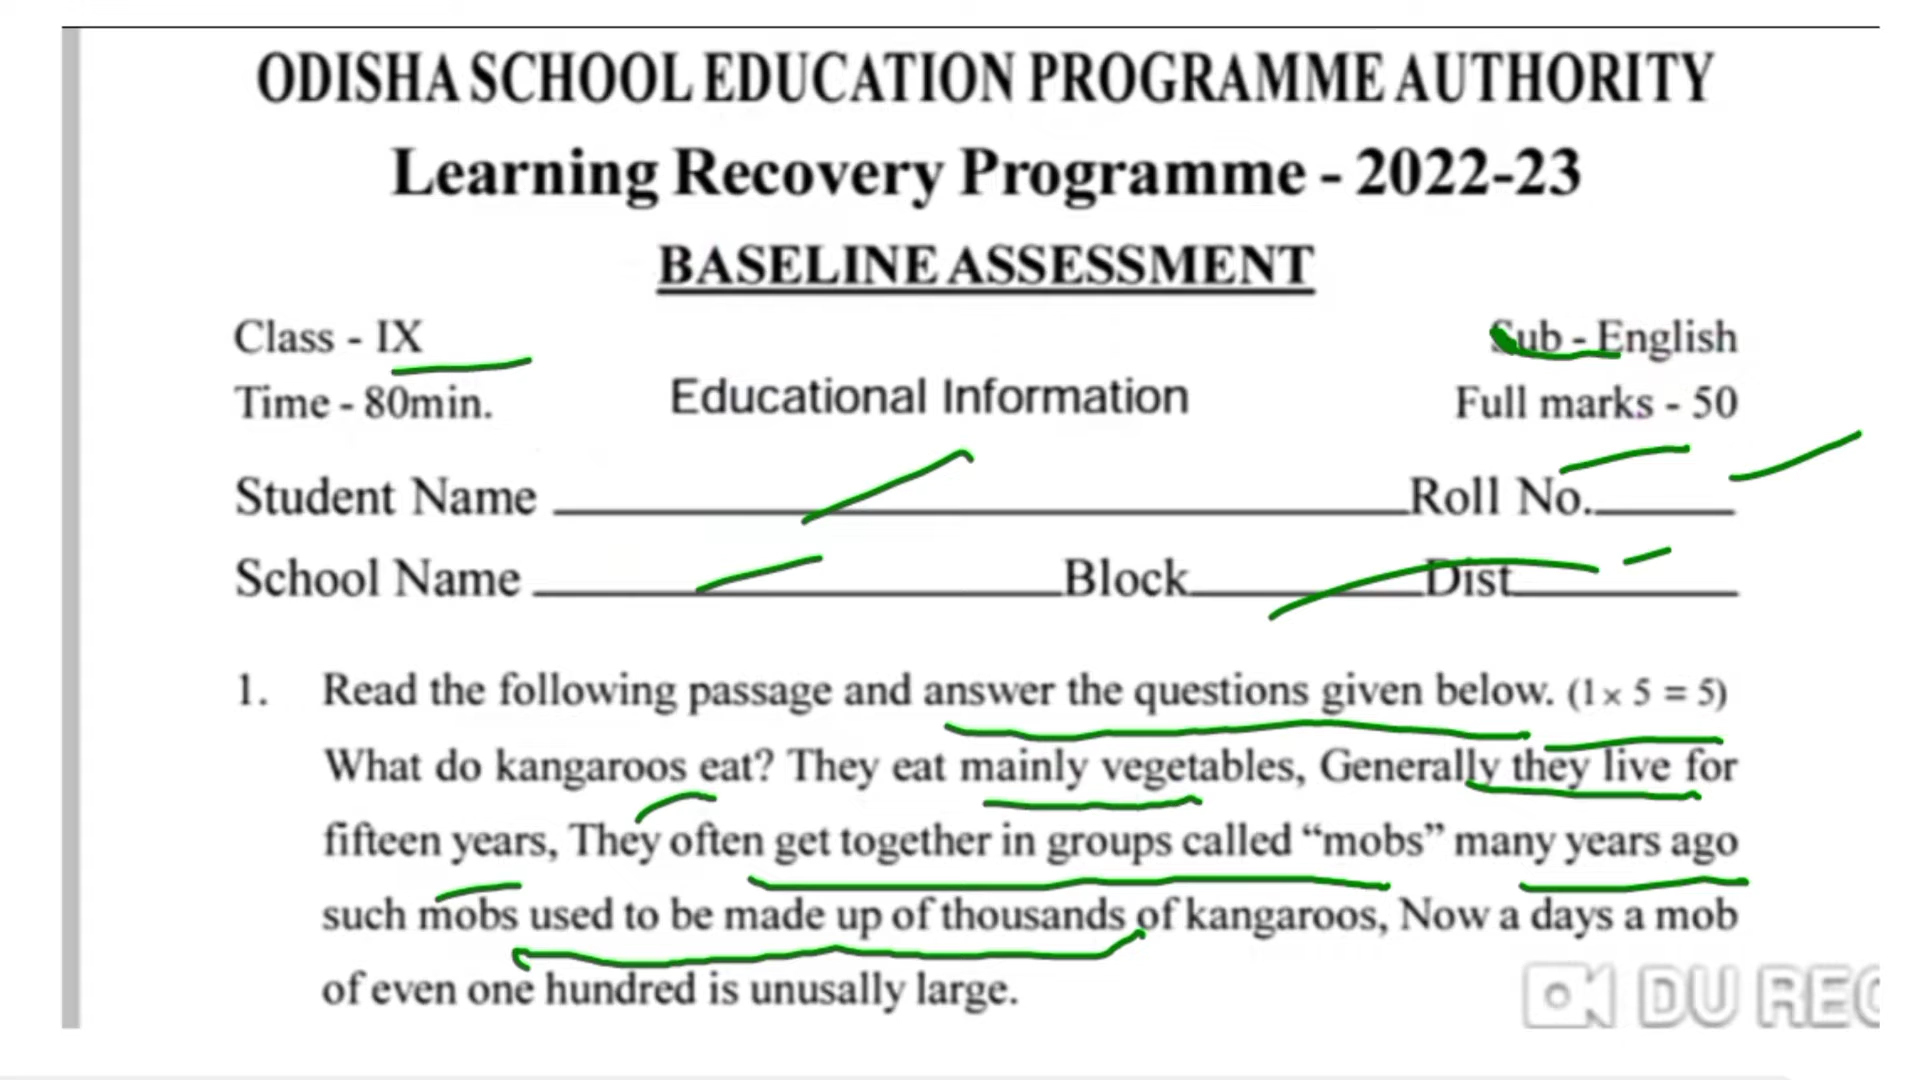 ODISHA SCHOOL EDUCATION PROGRAMME AUTHORITY
Learning Recovery Programme - 2022-23
BASELINE ASSESSMENT
Class - IX Sub - English
Time - 80min. Educational Information Full marks - 50
Student Name Roll No.
School Name Block Dist
1. Read the following passage and answer the questions given below. (1 × 5 = 5)
What do kangaroos eat? They eat mainly vegetables, Generally they live for
fifteen years, They often get together in groups called “mobs” many years ago
such mobs used to be made up of thousands of kangaroos, Now a days a mob
of even one hundred is unusally large.
DU REC